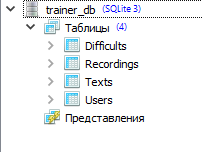 trainer_db (SQLite 3)
Таблицы (4)
Difficults
Recordings
Texts
Users
Представления